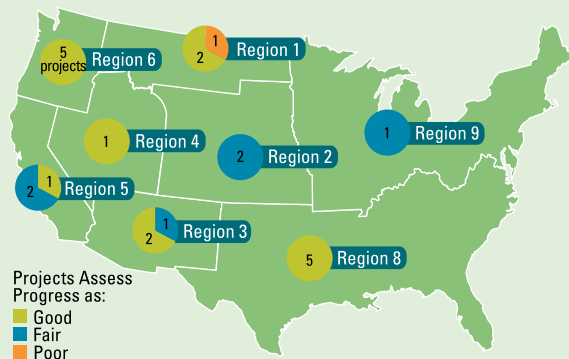 5
projects
Region 6
1
2
Region 1
1
Region 4
2
Region 2
1
Region 9
2
1
Region 5
1
2
Region 3
5
Region 8
Projects Assess
Progress as:
Good
Fair
Poor